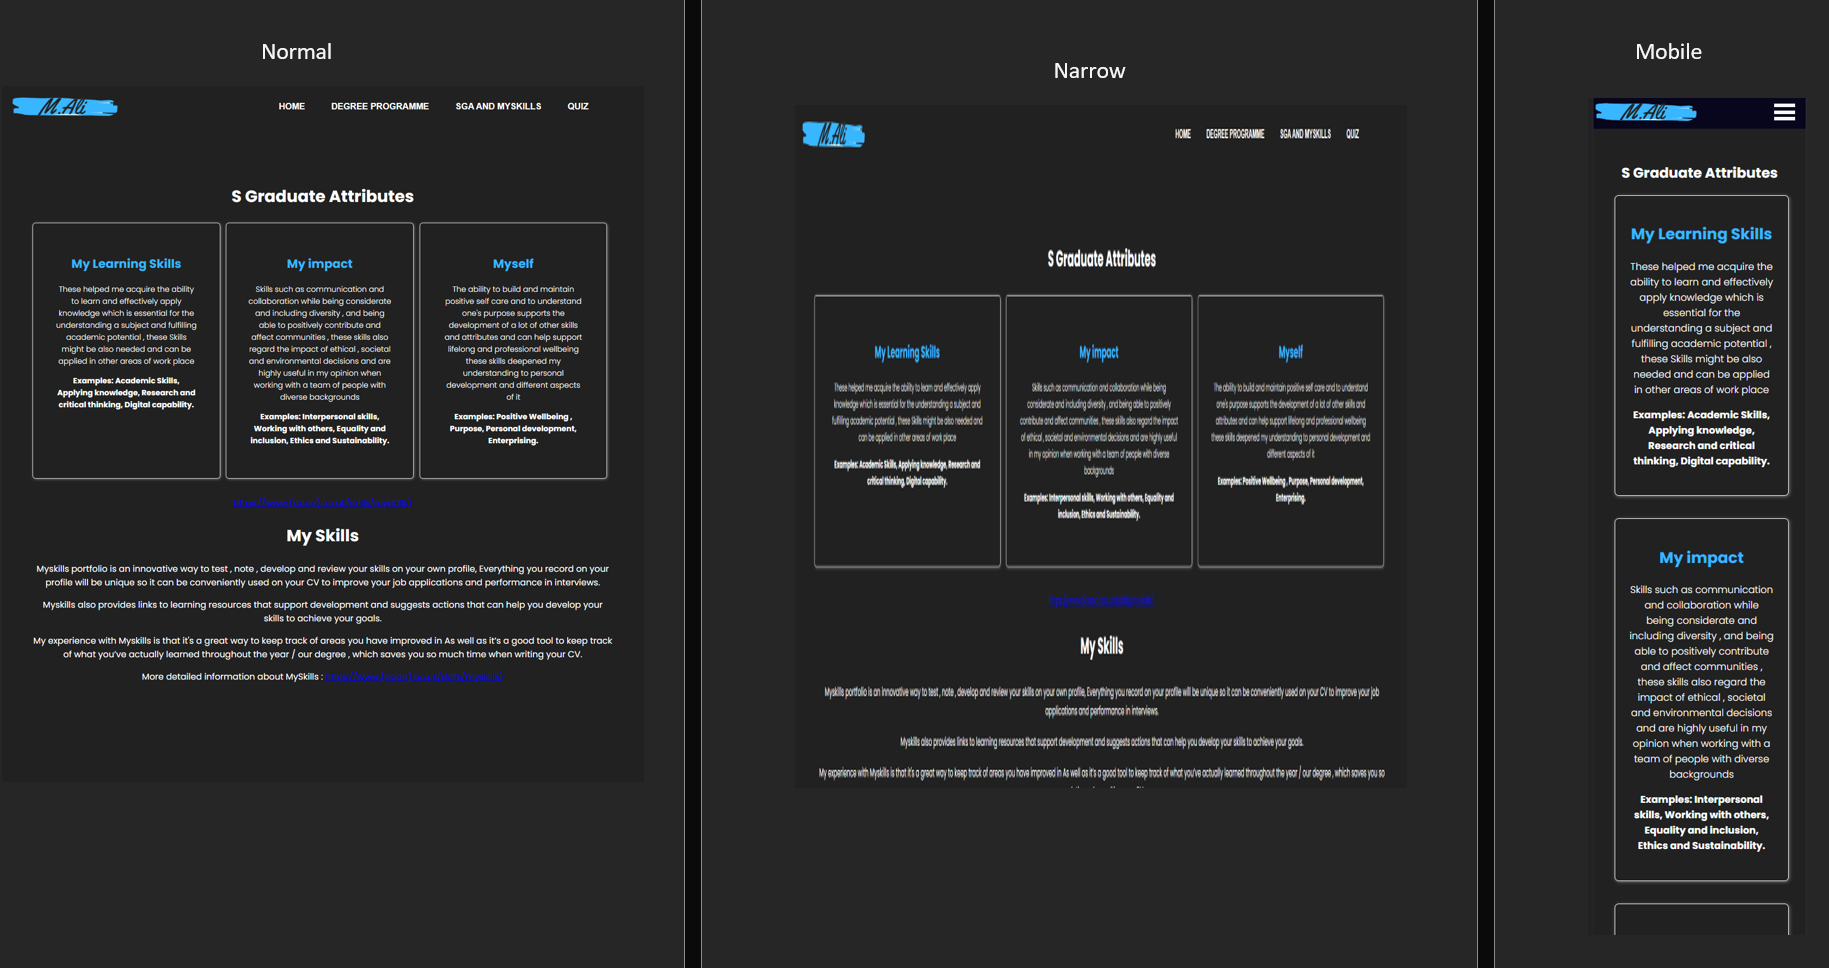 Normal
M.Ali
HOME DEGREE PROGRAMME SGA AND MYSKILLS QUIZ
S Graduate Attributes
My Learning Skills
These helped me acquire the ability
to learn and effectively apply
knowledge which is essential for the
understanding a subject and fulfilling
academic potential , these Skills
might be also needed and can be
applied in other areas of work place
Examples: Academic Skills,
Applying knowledge, Research and
critical thinking, Digital capability.
My impact
Skills such as communication and
collaboration while being considerate
and including diversity , and being
able to positively contribute and
affect communities , these skills also
regard the impact of ethical , societal
and environmental decisions and are
highly useful in my opinion when
working with a team of people with
diverse backgrounds
Examples: Interpersonal skills,
Working with others, Equality and
inclusion, Ethics and Sustainability.
Myself
The ability to build and maintain
positive self care and to understand
one's purpose supports the
development of a lot of other skills
and attributes and can help support
lifelong and professional wellbeing
these skills deepened my
understanding to personal
development and different aspects
of it
Examples: Positive Wellbeing ,
Purpose, Personal development,
Enterprising.
My Skills
Myskills portfolio is an innovative way to test , note , develop and review your skills on your own profile, Everything you record on your
profile will be unique so it can be conveniently used on your CV to improve your job applications and performance in interviews.
Myskills also provides links to learning resources that support development and suggests actions that can help you develop your
skills to achieve your goals.
My experience with Myskills is that it's a great way to keep track of areas you have improved in As well as it's a good tool to keep track
of what you've actually learned throughout the year / our degree , which saves you so much time when writing your CV.
More detailed information about MySkills :
Narrow
M.Ali
HOME DEGREE PROGRAMME SGA AND MYSKILLS QUIZ
S Graduate Attributes
My Learning Skills
These helped me acquire the ability to learn and effectively apply
knowledge which is essential for the understanding a subject and
fulfilling academic potential , these Skills might be also needed and
can be applied in other areas of work place
Examples: Academic Skills, Applying knowledge, Research and
critical thinking, Digital capability.
My impact
Skills such as communication and collaboration while being
considerate and including diversity , and being able to positively
contribute and affect communities , these skills also regard the impact
of ethical , societal and environmental decisions and are highly useful
in my opinion when working with a team of people with diverse
backgrounds
Examples: Interpersonal skills, Working with others, Equality and
inclusion, Ethics and Sustainability.
Myself
The ability to build and maintain positive self care and to understand
one's purpose supports the development of a lot of other skills and
attributes and can help support lifelong and professional wellbeing
these skills deepened my understanding to personal development and
different aspects of it
Examples: Positive Wellbeing , Purpose, Personal development,
Enterprising.
My Skills
Myskills portfolio is an innovative way to test , note , develop and review your skills on your own profile, Everything you record on your profile will be unique so it can be conveniently used on your CV to improve your job
applications and performance in interviews.
Myskills also provides links to learning resources that support development and suggests actions that can help you develop your skills to achieve your goals.
My experience with Myskills is that it's a great way to keep track of areas you have improved in As well as it's a good tool to keep track of what you've actually learned throughout the year / our degree , which saves you so
Mobile
M.Ali
S Graduate Attributes
My Learning Skills
These helped me acquire the
ability to learn and effectively
apply knowledge which is
essential for the
understanding a subject and
fulfilling academic potential ,
these Skills might be also
needed and can be applied
in other areas of work place
Examples: Academic Skills,
Applying knowledge,
Research and critical
thinking, Digital capability.
My impact
Skills such as communication
and collaboration while
being considerate and
including diversity , and being
able to positively contribute
and affect communities ,
these skills also regard the
impact of ethical , societal
and environmental decisions
and are highly useful in my
opinion when working with a
team of people with diverse
backgrounds
Examples: Interpersonal
skills, Working with others,
Equality and inclusion,
Ethics and Sustainability.